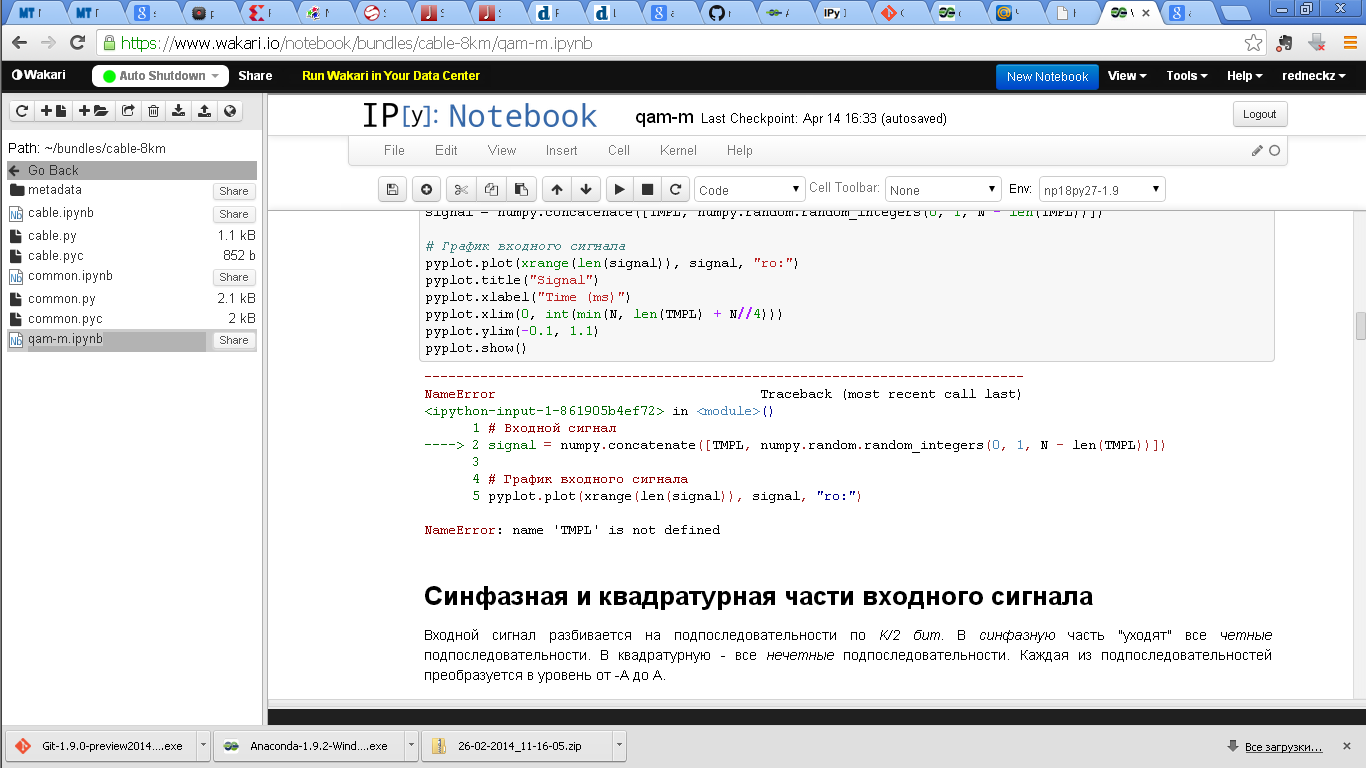 https://www.wakari.io/notebook/bundles/cable-8km/qam-m.ipynb
Wakari Auto Shutdown Share Run Wakari in Your Data Center New Notebook View Tools Help redneckz
Path: ~/bundles/cable-8km
Go Back
metadata Share
cable.ipynb Share
cable.py 1.1 kB
cable.pyc 852 b
common.ipynb Share
common.py 2.1 kB
common.pyc 2 kB
qam-m.ipynb Share
IP[y]: Notebook qam-m Last Checkpoint: Apr 14 16:33 (autosaved) Logout
File Edit View Insert Cell Kernel Help
Code Cell Toolbar: None Env: np18py27-1.9
signal = numpy.concatenate([TMPL, numpy.random.random_integers(0, 1, N - len(TMPL))])
# График входного сигнала
pyplot.plot(xrange(len(signal)), signal, "ro:")
pyplot.title("Signal")
pyplot.xlabel("Time (ms)")
pyplot.xlim(0, int(min(N, len(TMPL) + N//4)))
pyplot.ylim(-0.1, 1.1)
pyplot.show()
---------------------------------------------------------------------------
NameError Traceback (most recent call last)
<ipython-input-1-861905b4ef72> in <module>()
1 # Входной сигнал
----> 2 signal = numpy.concatenate([TMPL, numpy.random.random_integers(0, 1, N - len(TMPL))])
3
4 # График входного сигнала
5 pyplot.plot(xrange(len(signal)), signal, "ro:")
NameError: name 'TMPL' is not defined
Синфазная и квадратурная части входного сигнала
Входной сигнал разбивается на подпоследовательности по K/2 бит. В синфазную часть "уходят" все четные
подпоследовательности. В квадратурную - все нечетные подпоследовательности. Каждая из подпоследовательностей
преобразуется в уровень от -A до A.
Git-1.9.0-preview2014....exe Anaconda-1.9.2-Wind....exe 26-02-2014_11-16-05.zip Все загрузки...